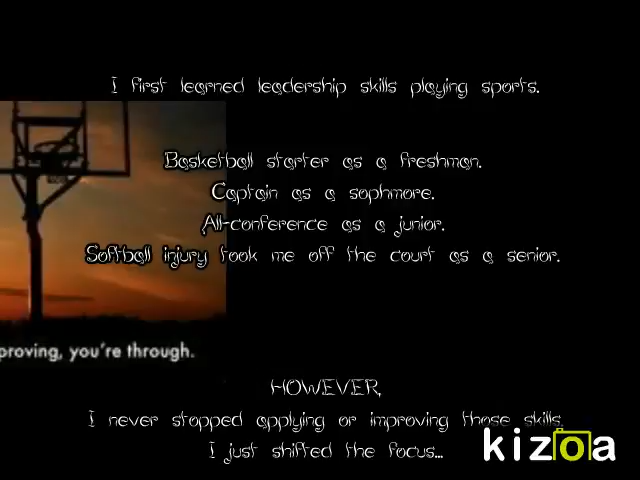 I first learned leadership skills playing sports.
Basketball starter as a freshman.
Captain as a sophmore.
All-conference as a junior.
Softball injury took me off the court as a senior.
proving, you're through.
HOWEVER,
I never stopped applying or improving those skills.
I just shifted the focus...
kizoa